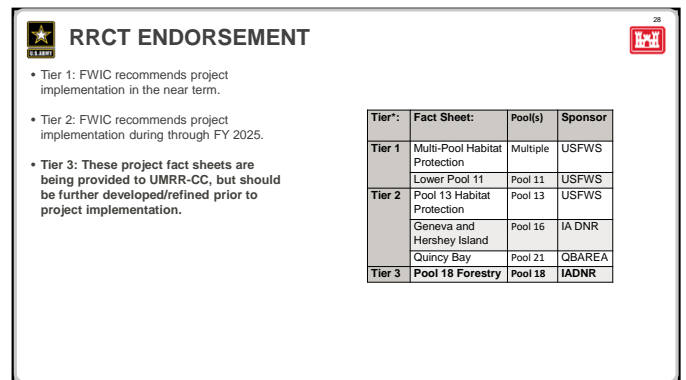 28
U.S.ARMY
RRCT ENDORSEMENT
• Tier 1: FWIC recommends project
implementation in the near term.
• Tier 2: FWIC recommends project
implementation during through FY 2025.
• Tier 3: These project fact sheets are
being provided to UMRR-CC, but should
be further developed/refined prior to
project implementation.
Tier*: Fact Sheet: Pool(s) Sponsor
Tier 1 Multi-Pool Habitat Multiple USFWS
Protection
Lower Pool 11 Pool 11 USFWS
Tier 2 Pool 13 Habitat Pool 13 USFWS
Protection
Geneva and Pool 16 IA DNR
Hershey Island
Quincy Bay Pool 21 QBAREA
Tier 3 Pool 18 Forestry Pool 18 IADNR